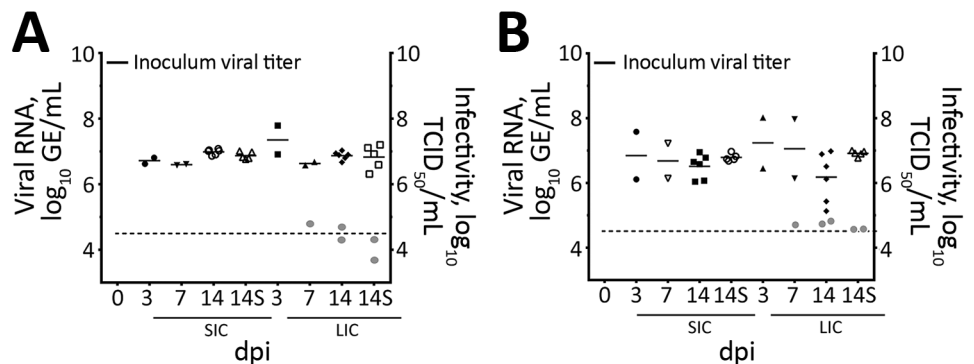 A
Viral RNA,
log10 GE/mL
10
8
6
4
Inoculum viral titer
10
8
6
4
Infectivity, log10
TCID50/mL
0 3 7 14 14S 3 7 14 14S
SIC LIC
dpi
B
Viral RNA,
log10 GE/mL
10
8
6
4
Inoculum viral titer
10
8
6
4
Infectivity, log10
TCID50/mL
0 3 7 14 14S 3 7 14 14S
SIC LIC
dpi